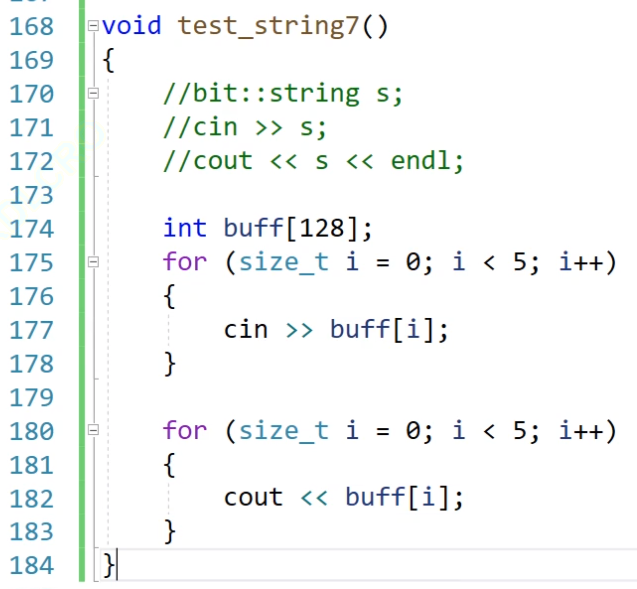 168 void test_string7()
169 {
170     //bit::string s;
171     //cin >> s;
172     //cout << s << endl;
173
174     int buff[128];
175     for (size_t i = 0; i < 5; i++)
176     {
177         cin >> buff[i];
178     }
179
180     for (size_t i = 0; i < 5; i++)
181     {
182         cout << buff[i];
183     }
184 }